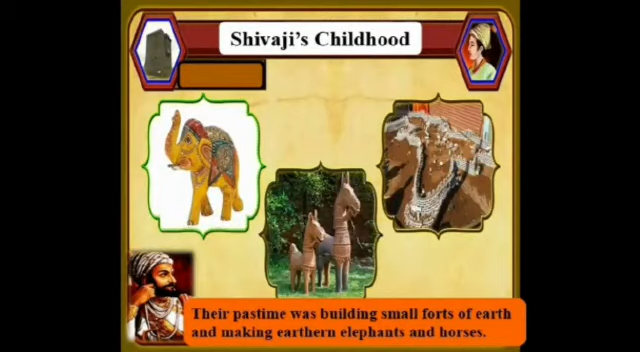 Shivaji's Childhood
Their pastime was building small forts of earth
and making earthern elephants and horses.